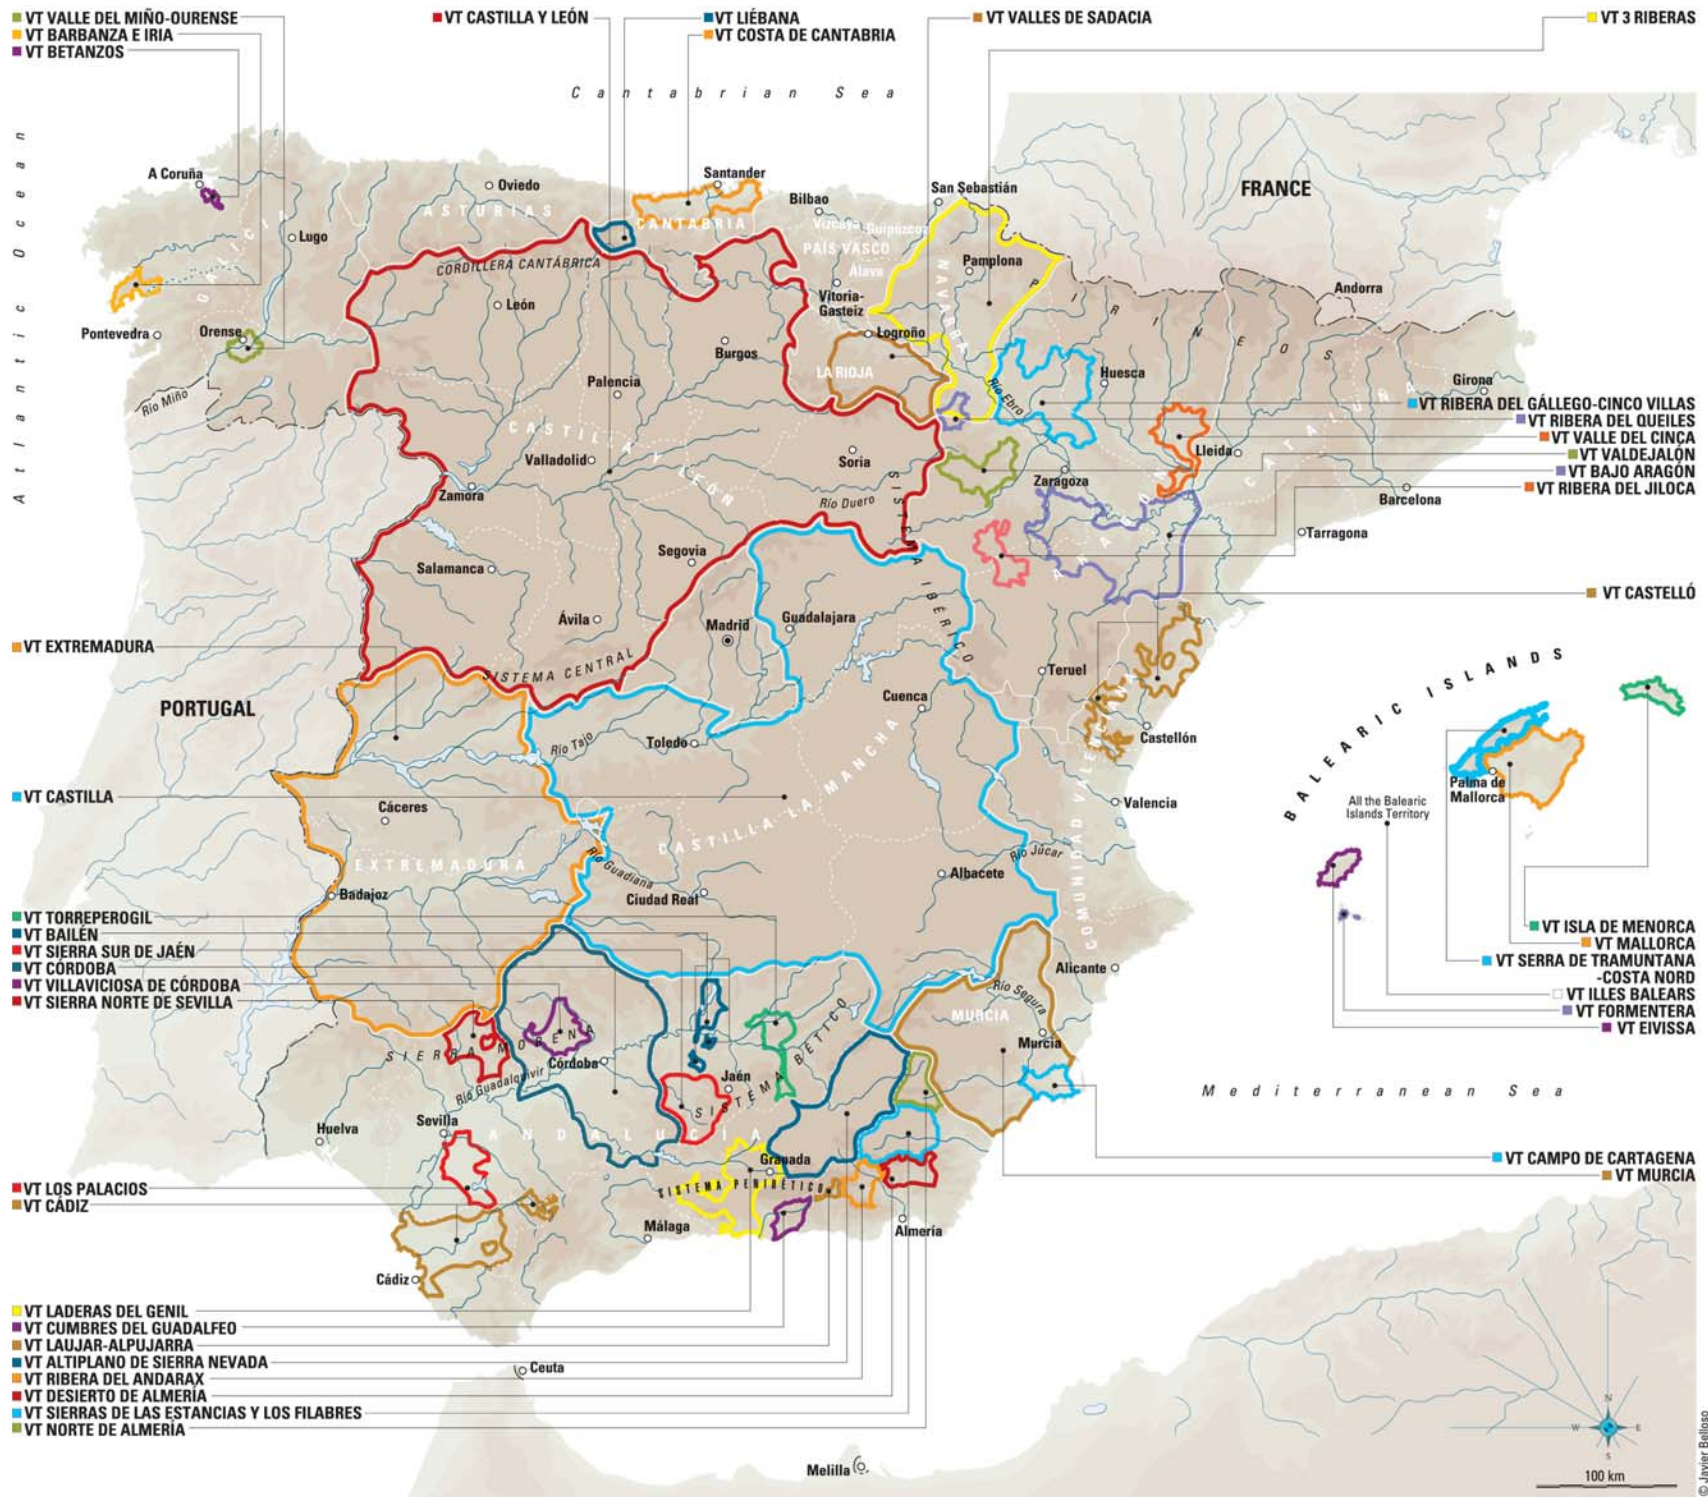 VT VALLE DEL MIÑO-OURENSE
VT BARBANZA E IRIA
VT BETANZOS
VT CASTILLA Y LEÓN
VT LIÉBANA
VT COSTA DE CANTABRIA
VT VALLES DE SADACIA
VT 3 RIBERAS
Cantabrian Sea
Atlantic Ocean
A Coruña
Oviedo
Santander
Bilbao
San Sebastián
FRANCE
ASTURIAS
CANTABRIA
Vizcaya
Guipúzcoa
PAÍS VASCO
Álava
Lugo
GALICIA
CORDILLERA CANTÁBRICA
NAVARRA
Pamplona
PIRINEOS
Andorra
León
Vitoria-
Gasteiz
Pontevedra
Orense
Logroño
Burgos
LA RIOJA
Huesca
Girona
Palencia
Río Miño
Río Ebro
CATALUÑA
VT RIBERA DEL GÁLLEGO-CINCO VILLAS
VT RIBERA DEL QUEILES
VT VALLE DEL CINCA
VT VALDEJALÓN
VT BAJO ARAGÓN
VT RIBERA DEL JILOCA
CASTILLA Y LEÓN
Valladolid
Soria
Lleida
Zaragoza
Zamora
Barcelona
Río Duero
SISTEMA IBÉRICO
ARAGÓN
Tarragona
Segovia
Salamanca
VT CASTELLÓ
Ávila
Madrid
Guadalajara
VT EXTREMADURA
SISTEMA CENTRAL
Teruel
BALEARIC ISLANDS
PORTUGAL
Cuenca
Castellón
Río Tajo
Toledo
Palma de
Mallorca
VT CASTILLA
Cáceres
CASTILLA LA MANCHA
Valencia
All the Balearic
Islands Territory
EXTREMADURA
Río Guadiana
Río Júcar
COMUNIDAD VALENCIANA
Albacete
Badajoz
Ciudad Real
VT TORREPEROGIL
VT BAILÉN
VT SIERRA SUR DE JAÉN
VT CÓRDOBA
VT VILLAVICIOSA DE CÓRDOBA
VT SIERRA NORTE DE SEVILLA
VT ISLA DE MENORCA
VT MALLORCA
VT SERRA DE TRAMUNTANA
-COSTA NORD
VT ILLES BALEARS
VT FORMENTERA
VT EIVISSA
Alicante
Río Segura
MURCIA
Murcia
SIERRA MORENA
Córdoba
Río Guadalquivir
Jaén
SISTEMA BÉTICO
Mediterranean Sea
Sevilla
Huelva
ANDALUCÍA
Granada
SISTEMA PENIBÉTICO
VT CAMPO DE CARTAGENA
VT MURCIA
VT LOS PALACIOS
VT CÁDIZ
Málaga
Almería
Cádiz
VT LADERAS DEL GENIL
VT CUMBRES DEL GUADALFEO
VT LAUJAR-ALPUJARRA
VT ALTIPLANO DE SIERRA NEVADA
VT RIBERA DEL ANDARAX
VT DESIERTO DE ALMERÍA
VT SIERRAS DE LAS ESTANCIAS Y LOS FILABRES
VT NORTE DE ALMERÍA
Ceuta
Melilla
N
W
E
S
100 km
© Javier Belloso